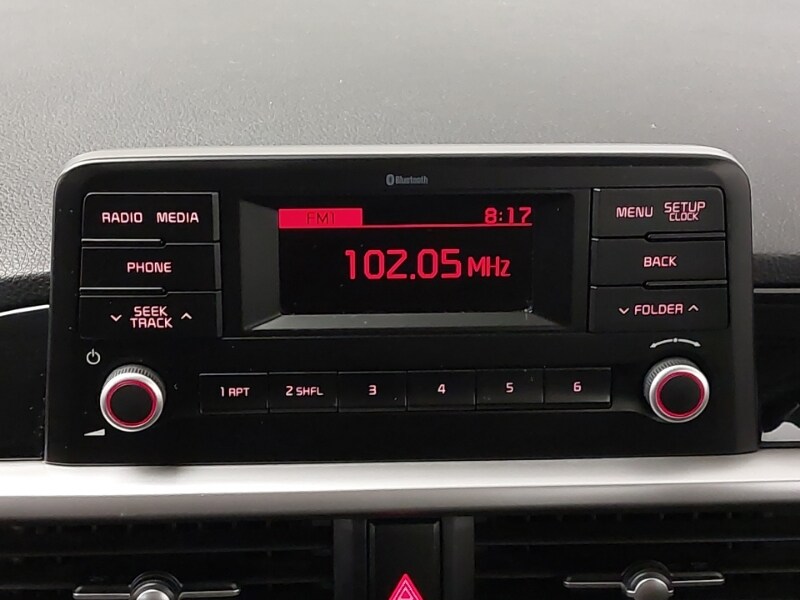 Bluetooth
RADIO MEDIA
PHONE
SEEK
TRACK
FM1 8:17
102.05 MHz
MENU SETUP
CLOCK
BACK
FOLDER
1 RPT 2 SHFL 3 4 5 6